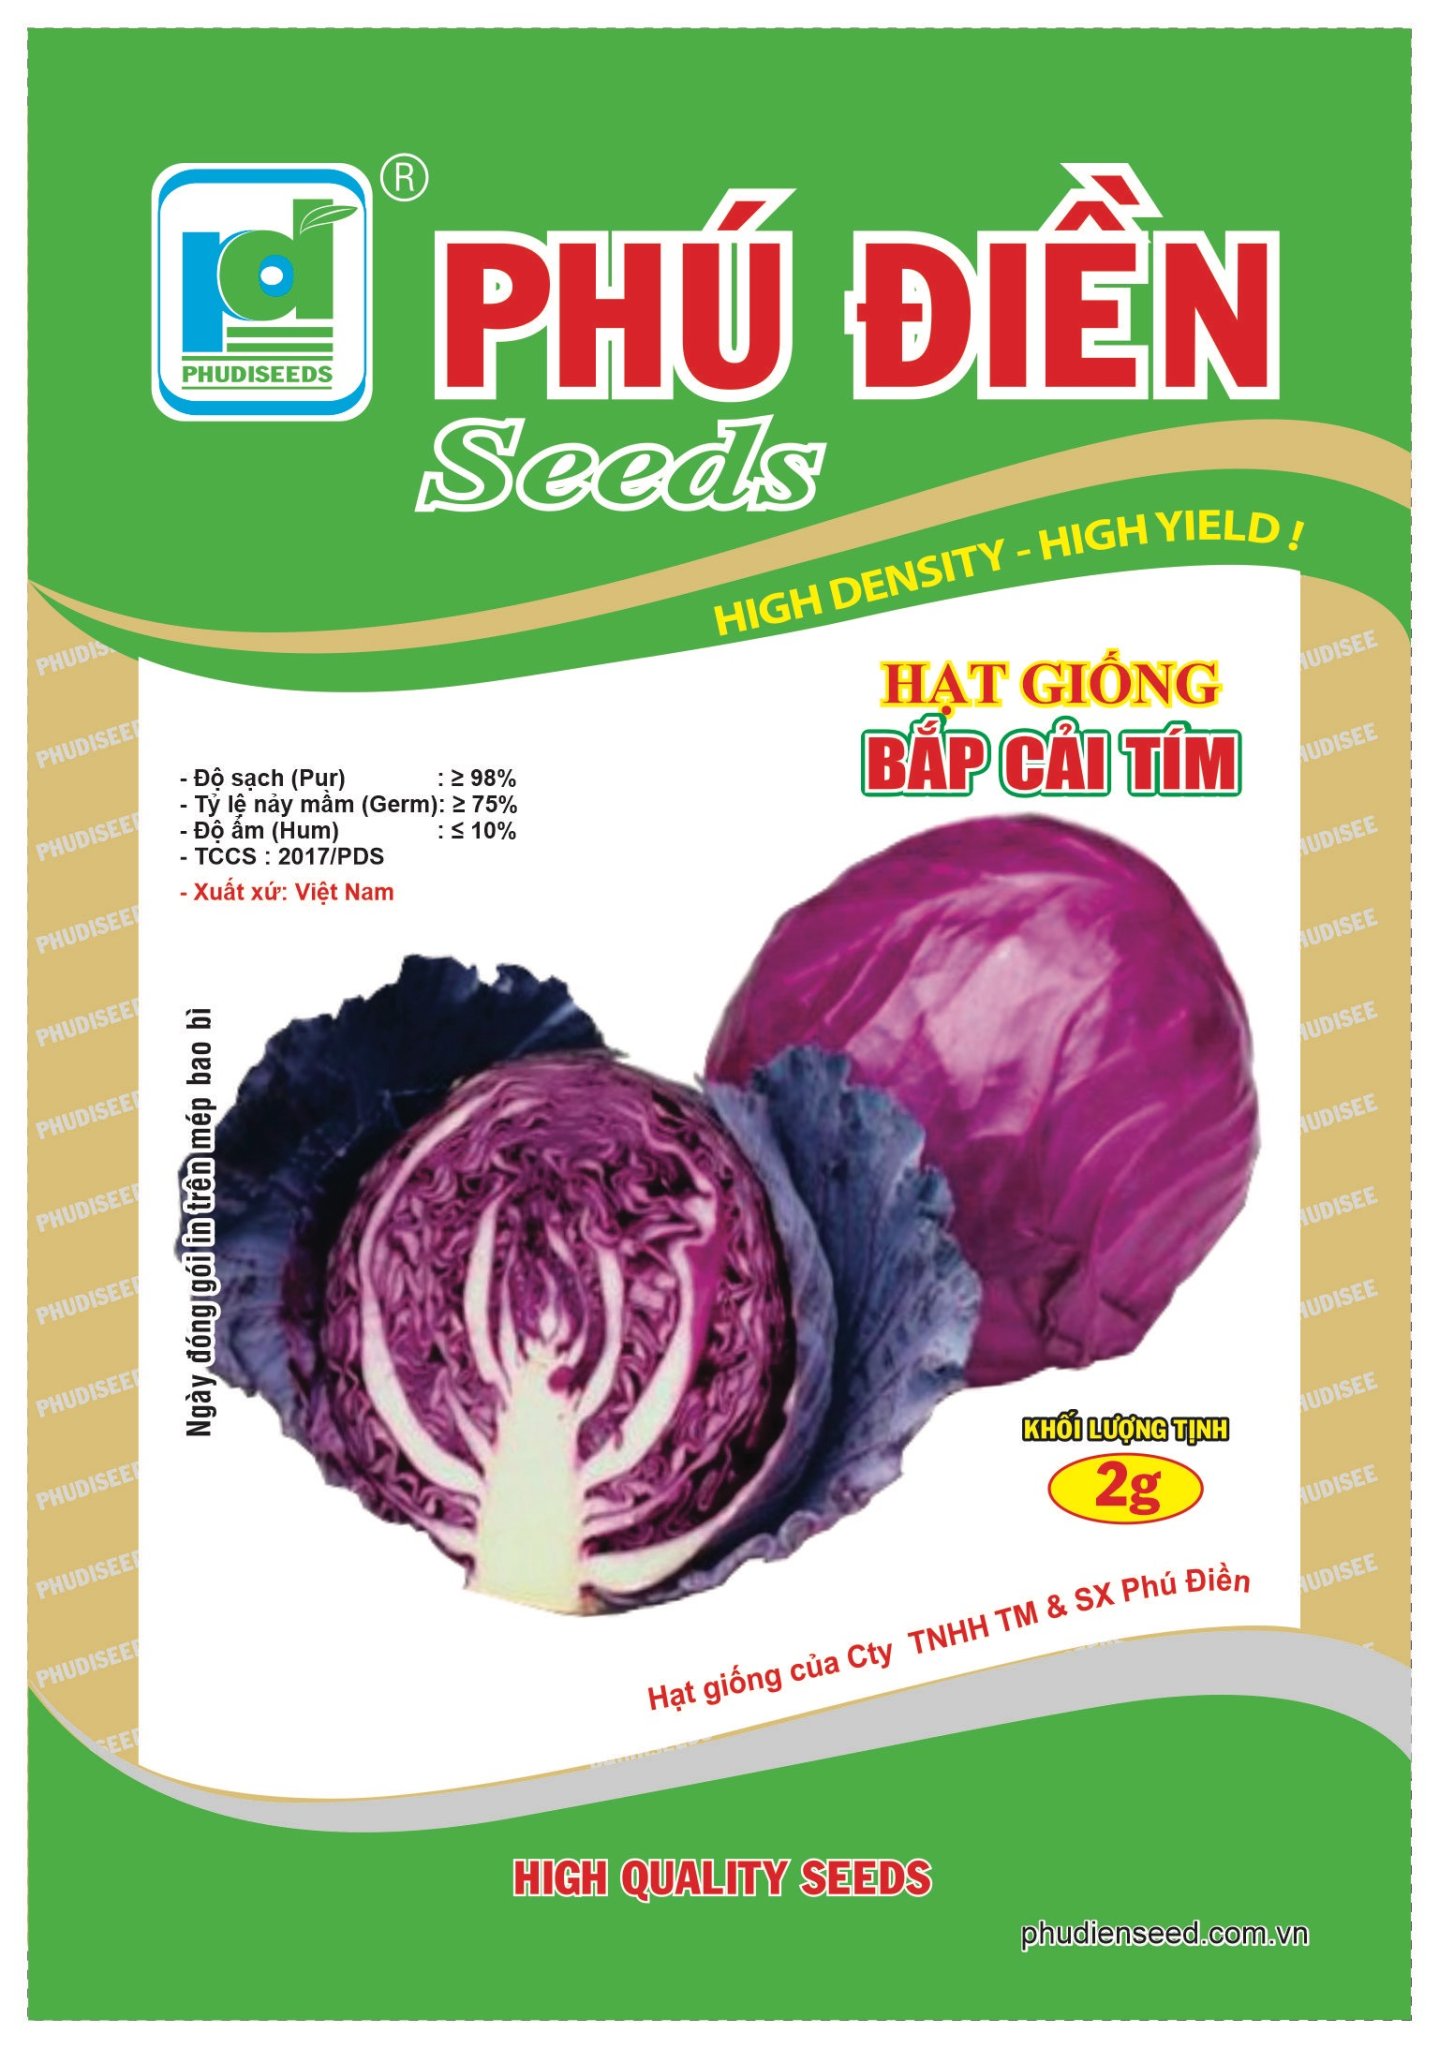 ®
PHÚ ĐIỀN
pd
PHUDISEEDS
Seeds
HIGH DENSITY - HIGH YIELD !
HẠT GIỐNG
BẮP CẢI TÍM
- Độ sạch (Pur) : ≥ 98%
- Tỷ lệ nảy mầm (Germ): ≥ 75%
- Độ ẩm (Hum) : ≤ 10%
- TCCS : 2017/PDS
- Xuất xứ: Việt Nam
Ngày đóng gói in trên mép bao bì
KHỐI LƯỢNG TỊNH
2g
Hạt giống của Cty TNHH TM & SX Phú Điền
HIGH QUALITY SEEDS
phudienseed.com.vn